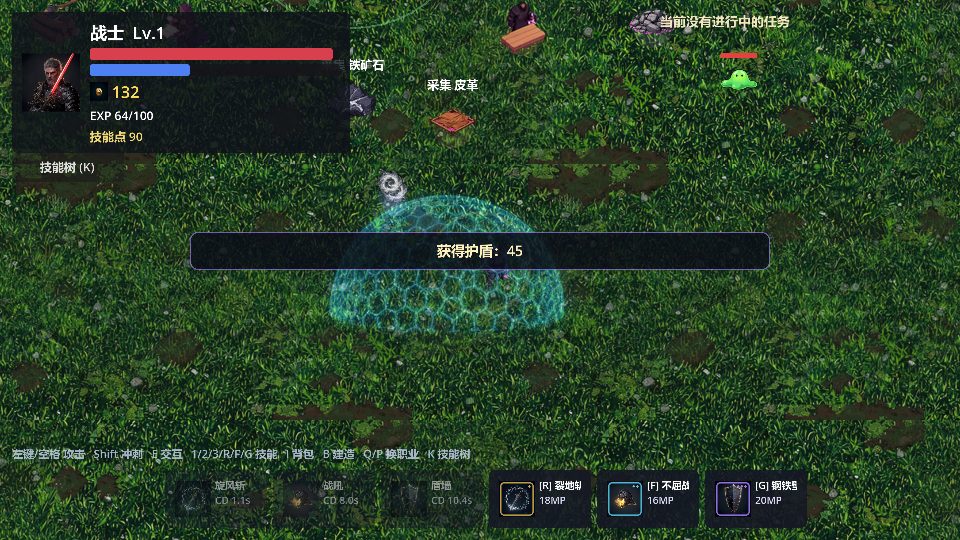 战士 Lv.1
当前没有进行中的任务
铁矿石
采集 皮革
132
EXP 64/100
技能点 90
技能树 (K)
获得护盾：45
左键/空格 攻击 Shift 冲刺 E 交互 1/2/3/R/F/G 技能 I 背包 B 建造 Q/P 换职业 K 技能树
旋风斩
CD 1.1s
战吼
CD 8.0s
盾墙
CD 10.4s
[R] 裂地斩
18MP
[F] 不屈战
16MP
[G] 钢铁堡
20MP